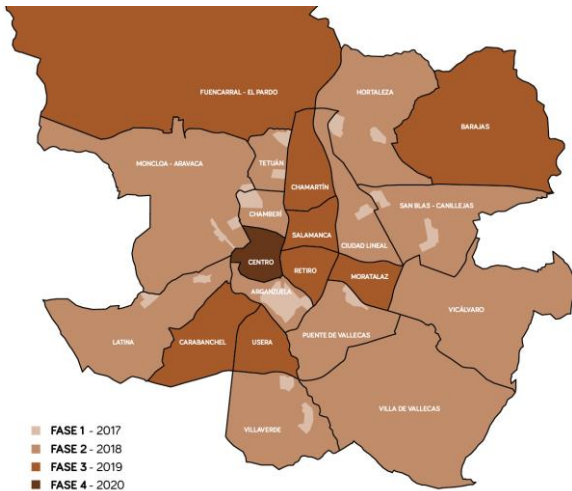 FUENCARRAL - EL PARDO
HORTALEZA
BARAJAS
MONCLOA - ARAVACA
TETUÁN
CHAMARTÍN
SAN BLAS - CANILLEJAS
CHAMBERÍ
SALAMANCA
CIUDAD LINEAL
CENTRO
RETIRO
MORATALAZ
ARGANZUELA
VICÁLVARO
LATINA
CARABANCHEL
USERA
PUENTE DE VALLECAS
VILLA DE VALLECAS
VILLAVERDE
FASE 1 - 2017
FASE 2 - 2018
FASE 3 - 2019
FASE 4 - 2020